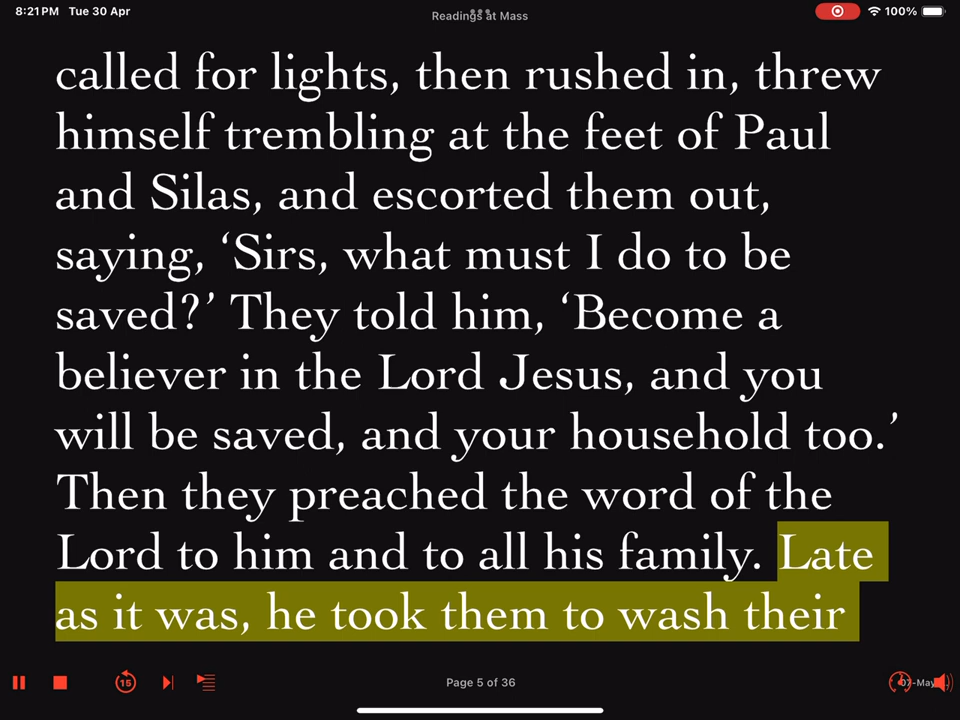 8:21 PM Tue 30 Apr
100%
Readings at Mass
called for lights, then rushed in, threw
himself trembling at the feet of Paul
and Silas, and escorted them out,
saying, ‘Sirs, what must I do to be
saved?’ They told him, ‘Become a
believer in the Lord Jesus, and you
will be saved, and your household too.’
Then they preached the word of the
Lord to him and to all his family. Late
as it was, he took them to wash their
15
Page 5 of 36
07-May